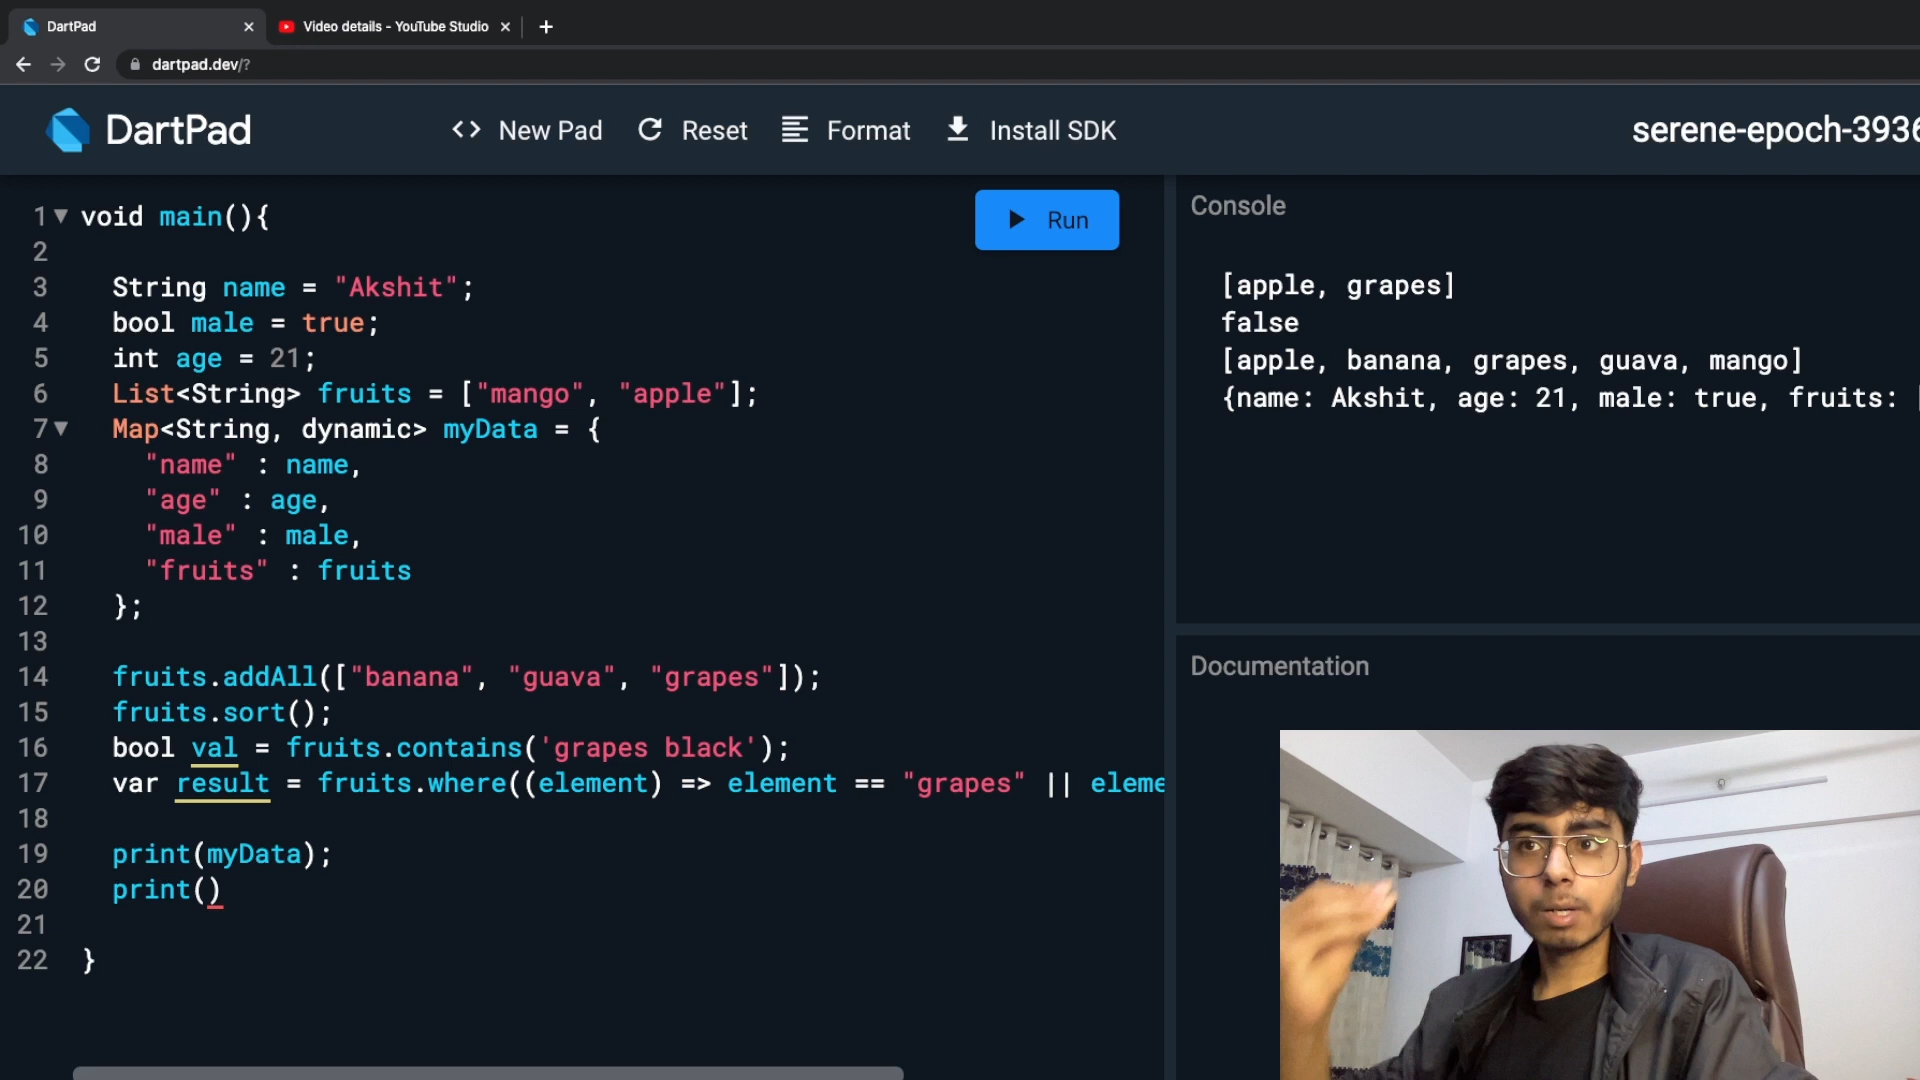 DartPad
Video details - YouTube Studio
dartpad.dev/?
DartPad
<> New Pad
Reset
Format
Install SDK
serene-epoch-3936
Run
1 void main(){
2
3 String name = "Akshit";
4 bool male = true;
5 int age = 21;
6 List<String> fruits = ["mango", "apple"];
7 Map<String, dynamic> myData = {
8 "name" : name,
9 "age" : age,
10 "male" : male,
11 "fruits" : fruits
12 };
13
14 fruits.addAll(["banana", "guava", "grapes"]);
15 fruits.sort();
16 bool val = fruits.contains('grapes black');
17 var result = fruits.where((element) => element == "grapes" || eleme
18
19 print(myData);
20 print()
21
22 }
Console
[apple, grapes]
false
[apple, banana, grapes, guava, mango]
{name: Akshit, age: 21, male: true, fruits: [
Documentation